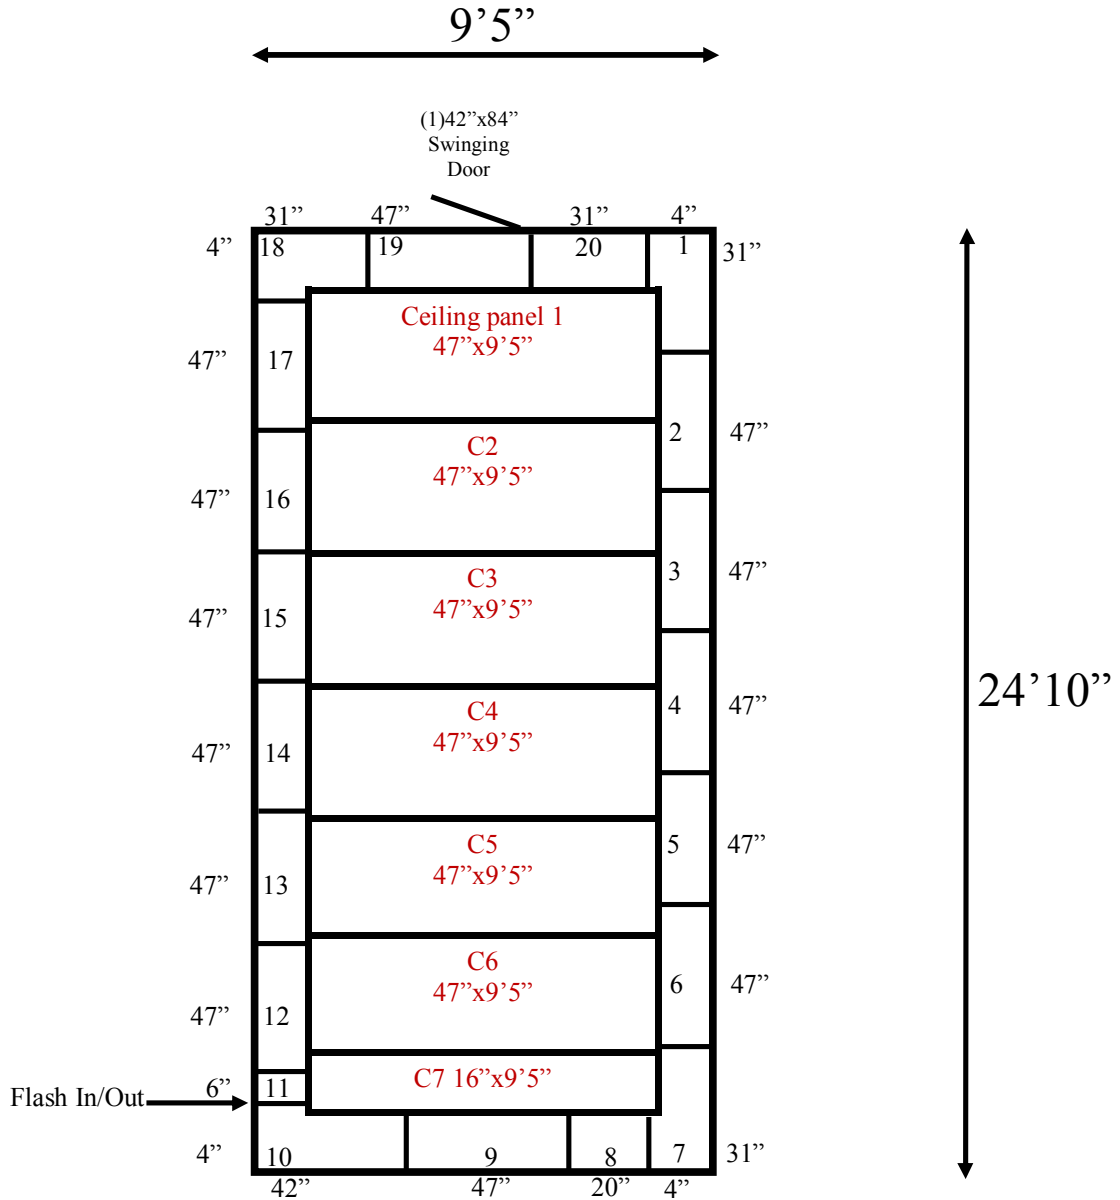 9’5”
(1)42”x84”
Swinging
Door
31” 47” 31” 4”
4” 18 19 20 1 31”
Ceiling panel 1
47”x9’5”
47” 17
C2
47”x9’5”
2 47”
47” 16
C3
47”x9’5”
3 47”
47” 15
C4
47”x9’5”
4 47”
24’10”
47” 14
C5
47”x9’5”
5 47”
47” 13
C6
47”x9’5”
6 47”
47” 12
C7 16”x9’5”
6” 11
Flash In/Out
4” 10 9 8 7 31”
42” 47” 20” 4”